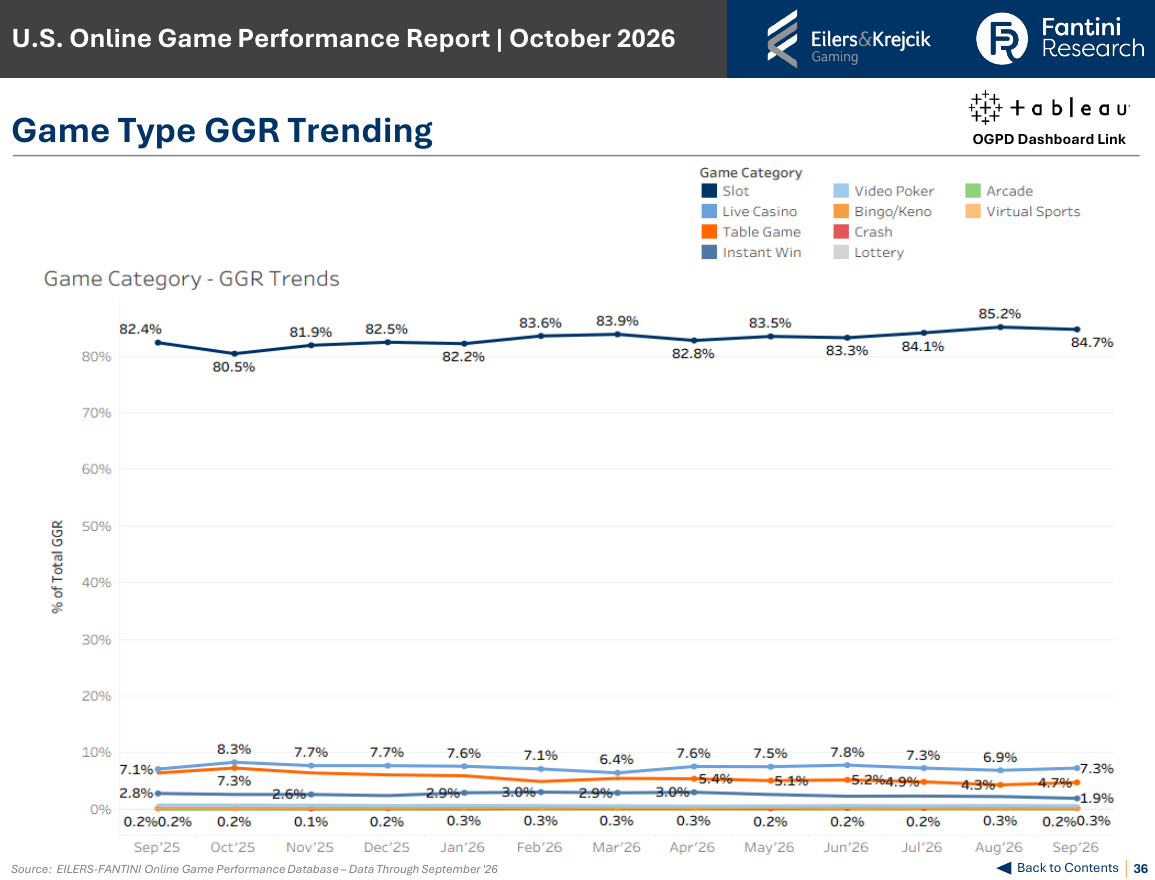 U.S. Online Game Performance Report | October 2026
Eilers&Krejcik
Gaming
Fantini
Research
Game Type GGR Trending
+ a b l e a u
OGPD Dashboard Link
Game Category
Slot
Video Poker
Arcade
Live Casino
Bingo/Keno
Virtual Sports
Table Game
Crash
Instant Win
Lottery
Game Category - GGR Trends
% of Total GGR
80%
70%
60%
50%
40%
30%
20%
10%
0%
82.4%
80.5%
81.9%
82.5%
82.2%
83.6%
83.9%
82.8%
83.5%
83.3%
84.1%
85.2%
84.7%
7.1%
8.3%
7.7%
7.7%
7.6%
7.1%
6.4%
7.6%
7.5%
7.8%
7.3%
6.9%
7.3%
7.3%
5.4%
5.1%
5.2%
4.9%
4.3%
4.7%
2.8%
2.6%
2.9%
3.0%
2.9%
3.0%
1.9%
0.2%
0.2%
0.2%
0.1%
0.2%
0.3%
0.3%
0.3%
0.3%
0.2%
0.2%
0.2%
0.3%
0.2%
0.3%
Sep'25
Oct'25
Nov'25
Dec'25
Jan'26
Feb'26
Mar'26
Apr'26
May'26
Jun'26
Jul'26
Aug'26
Sep'26
Source: EILERS-FANTINI Online Game Performance Database – Data Through September '26
Back to Contents
36